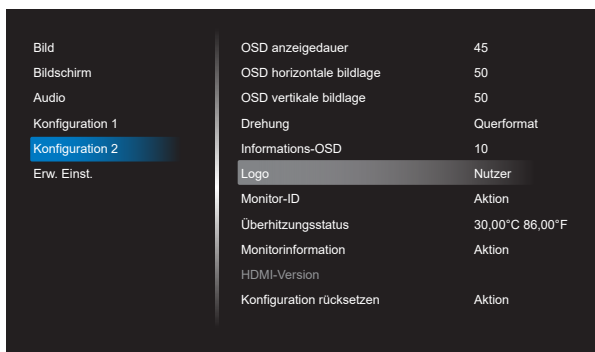 Bild
Bildschirm
Audio
Konfiguration 1
Konfiguration 2
Erw. Einst.
OSD anzeigedauer 45
OSD horizontale bildlage 50
OSD vertikale bildlage 50
Drehung Querformat
Informations-OSD 10
Logo Nutzer
Monitor-ID Aktion
Überhitzungsstatus 30,00°C 86,00°F
Monitorinformation Aktion
HDMI-Version
Konfiguration rücksetzen Aktion